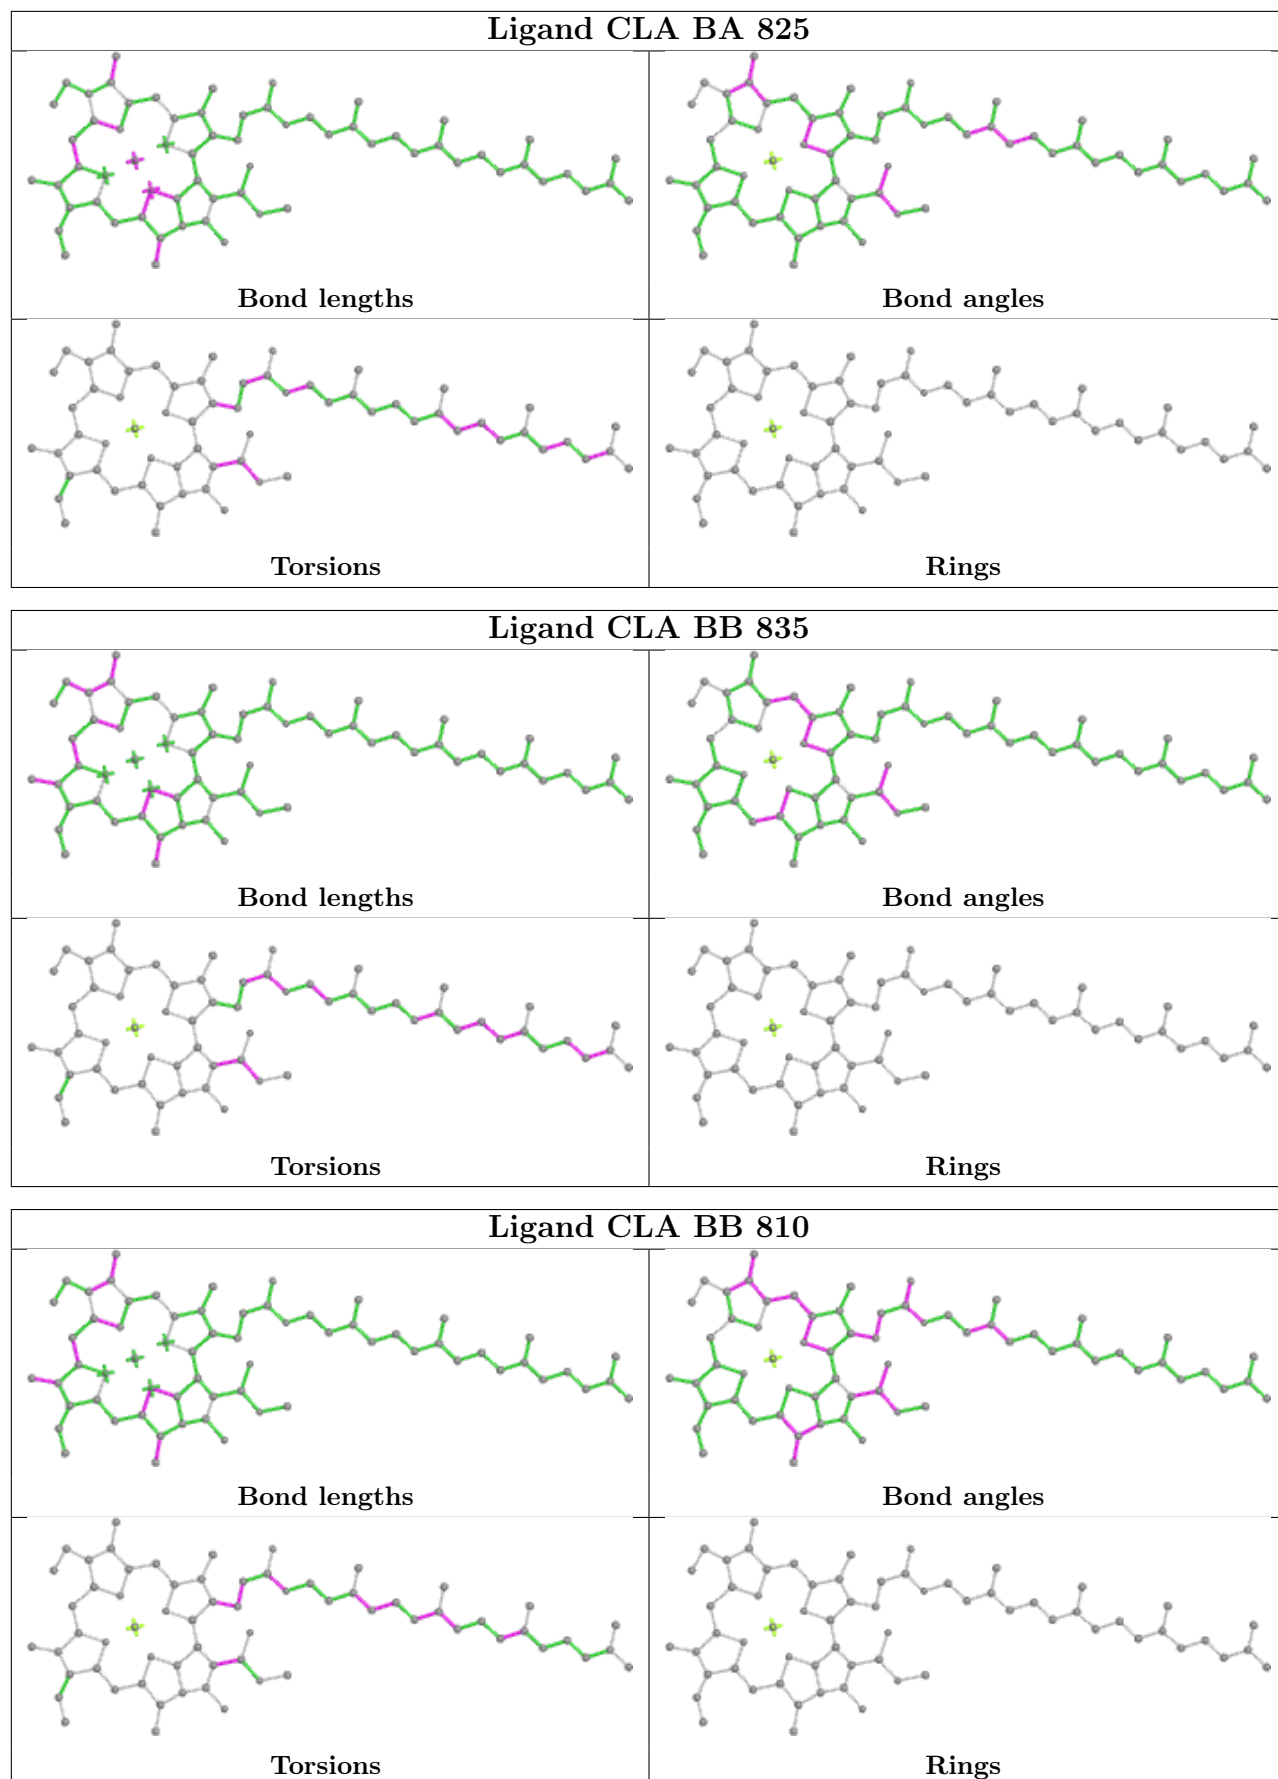 Ligand CLA BA 825
Bond lengths
Bond angles
Torsions
Rings
Ligand CLA BB 835
Bond lengths
Bond angles
Torsions
Rings
Ligand CLA BB 810
Bond lengths
Bond angles
Torsions
Rings